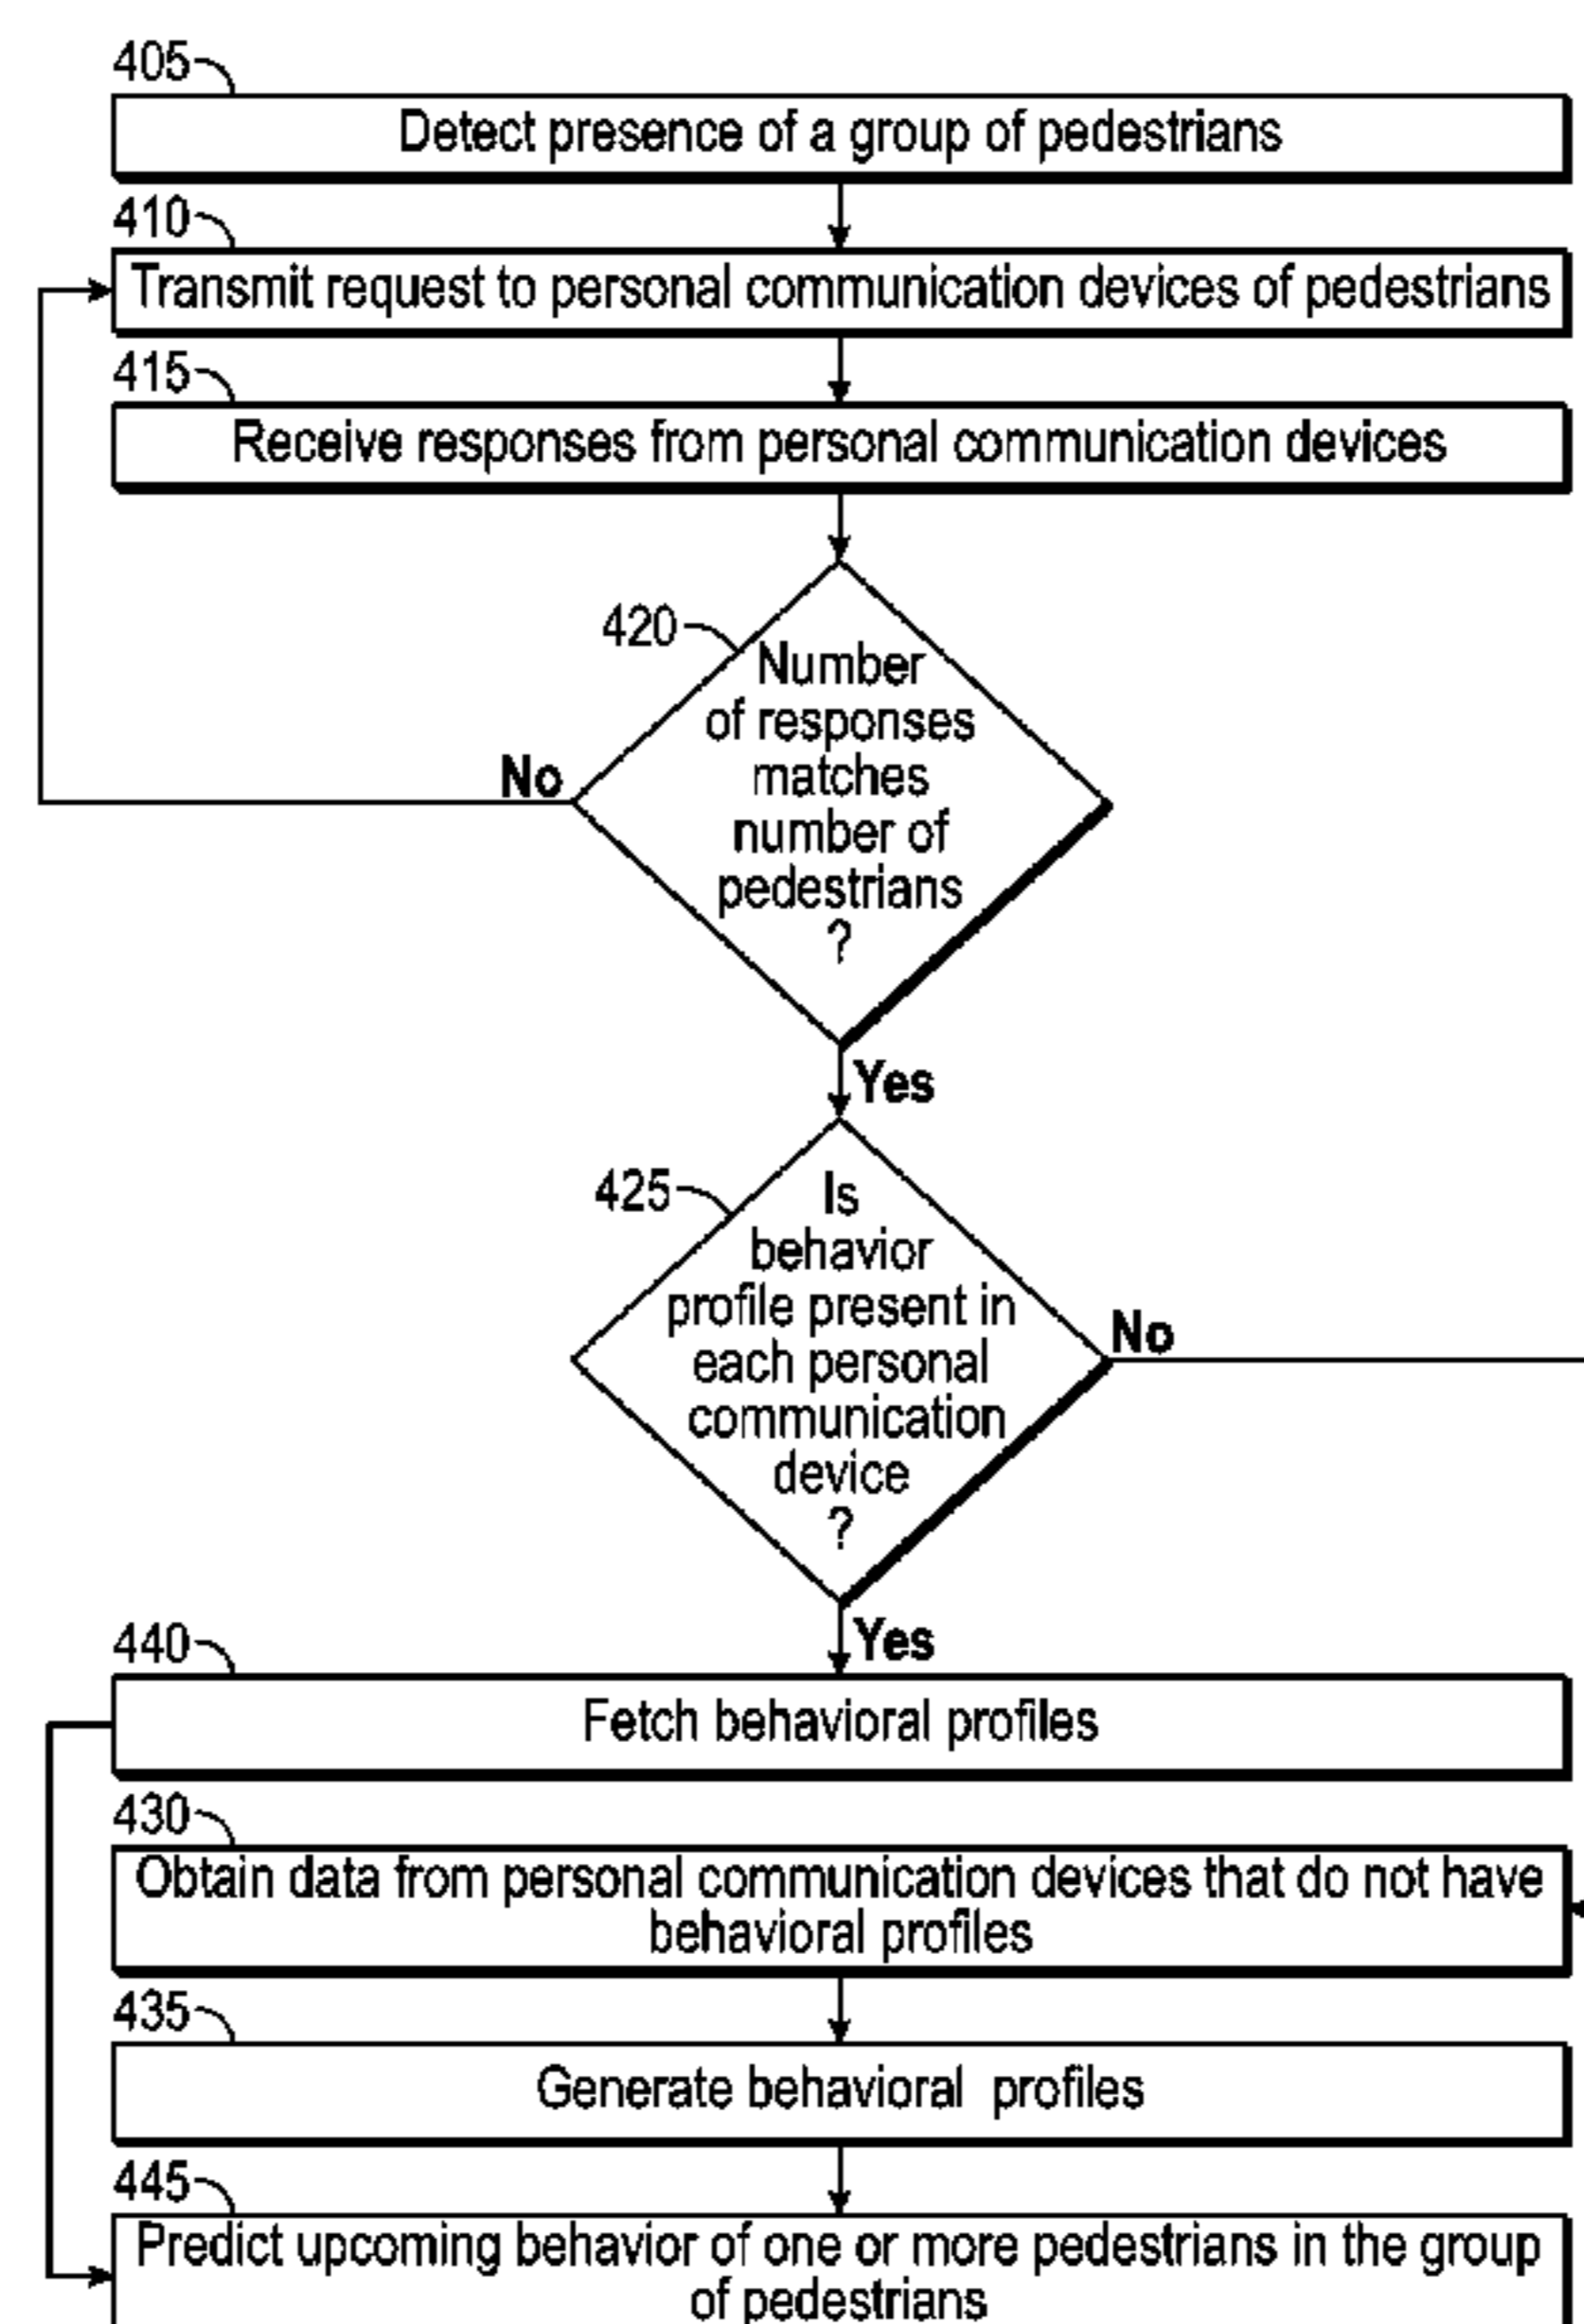 405
Detect presence of a group of pedestrians
410
Transmit request to personal communication devices of pedestrians
415
Receive responses from personal communication devices
420
Number
of responses
matches
number of
pedestrians
?
No
Yes
425
Is
behavior
profile present in
each personal
communication
device
?
No
Yes
440
Fetch behavioral profiles
430
Obtain data from personal communication devices that do not have
behavioral profiles
435
Generate behavioral profiles
445
Predict upcoming behavior of one or more pedestrians in the group
of pedestrians